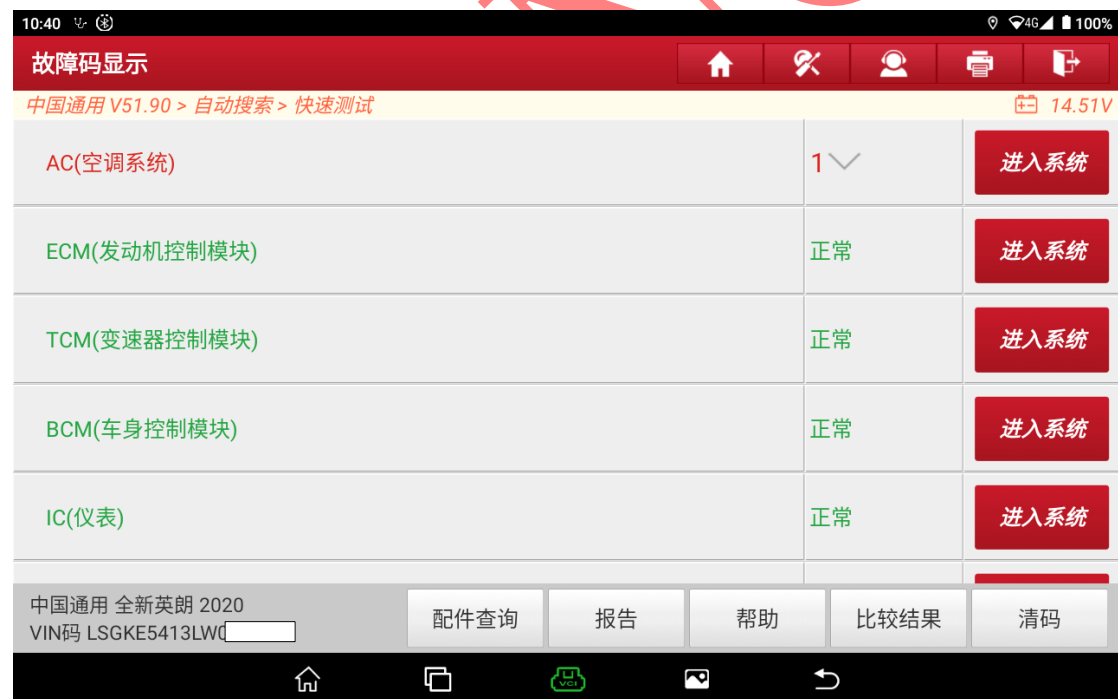 10:40 4G 100%
故障码显示
中国通用 V51.90 > 自动搜索 > 快速测试 14.51V
AC(空调系统) 1 进入系统
ECM(发动机控制模块) 正常 进入系统
TCM(变速器控制模块) 正常 进入系统
BCM(车身控制模块) 正常 进入系统
IC(仪表) 正常 进入系统
中国通用 全新英朗 2020
VIN码 LSGKE5413LW
配件查询 报告 帮助 比较结果 清码
VCI